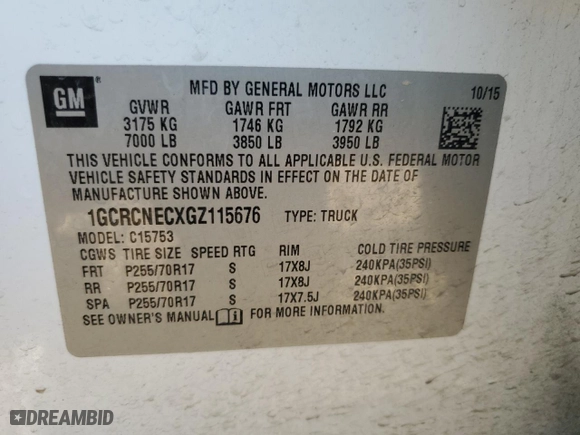 GM
MFD BY GENERAL MOTORS LLC 10/15
GVWR GAWR FRT GAWR RR
3175 KG 1746 KG 1792 KG
7000 LB 3850 LB 3950 LB
THIS VEHICLE CONFORMS TO ALL APPLICABLE U.S. FEDERAL MOTOR
VEHICLE SAFETY STANDARDS IN EFFECT ON THE DATE OF
MANUFACTURE SHOWN ABOVE.
1GCRCNECXGZ115676 TYPE: TRUCK
MODEL: C15753
CGWS TIRE SIZE SPEED RTG RIM COLD TIRE PRESSURE
FRT P255/70R17 S 17X8J 240KPA(35PSI)
RR P255/70R17 S 17X8J 240KPA(35PSI)
SPA P255/70R17 S 17X7.5J 240KPA(35PSI)
SEE OWNER'S MANUAL FOR MORE INFORMATION.
DREAMBID